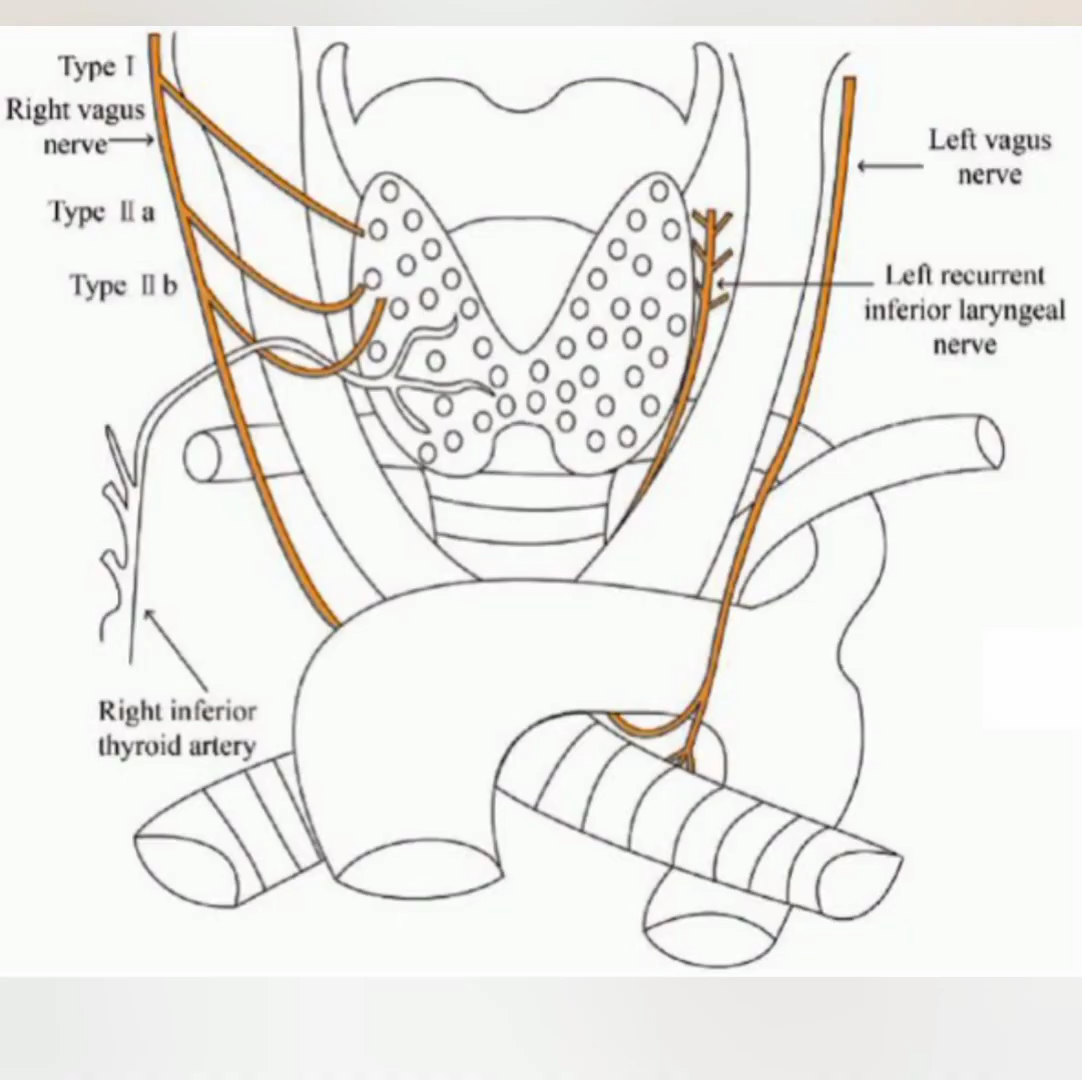 Type I
Right vagus
nerve
Type II a
Type II b
Right inferior
thyroid artery
Left vagus
nerve
Left recurrent
inferior laryngeal
nerve